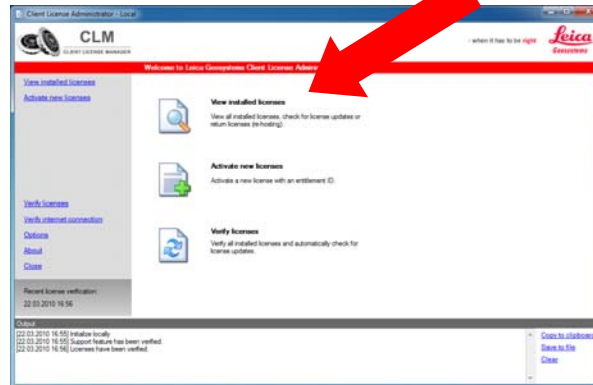 Client License Administrator - Local
CLM
CLIENT LICENSE MANAGER
- when it has to be right
Leica
Geosystems
Welcome to Leica Geosystems Client License
View installed licenses
Activate new licenses
View installed licenses
View all installed licenses, check for license updates or
return licenses (re-hosting).
Activate new licenses
Activate a new license with an entitlement ID.
Verify licenses
Verify all installed licenses and automatically check for
license updates.
Verify licenses
Verify internet connection
Options
About
Close
Recent license verification:
22.03.2010 16:56
Output
[22.03.2010 16:55] Initialize locally
[22.03.2010 16:55] Support feature has been verified.
[22.03.2010 16:56] Licenses have been verified.
Copy to clipboard
Save to file
Clear